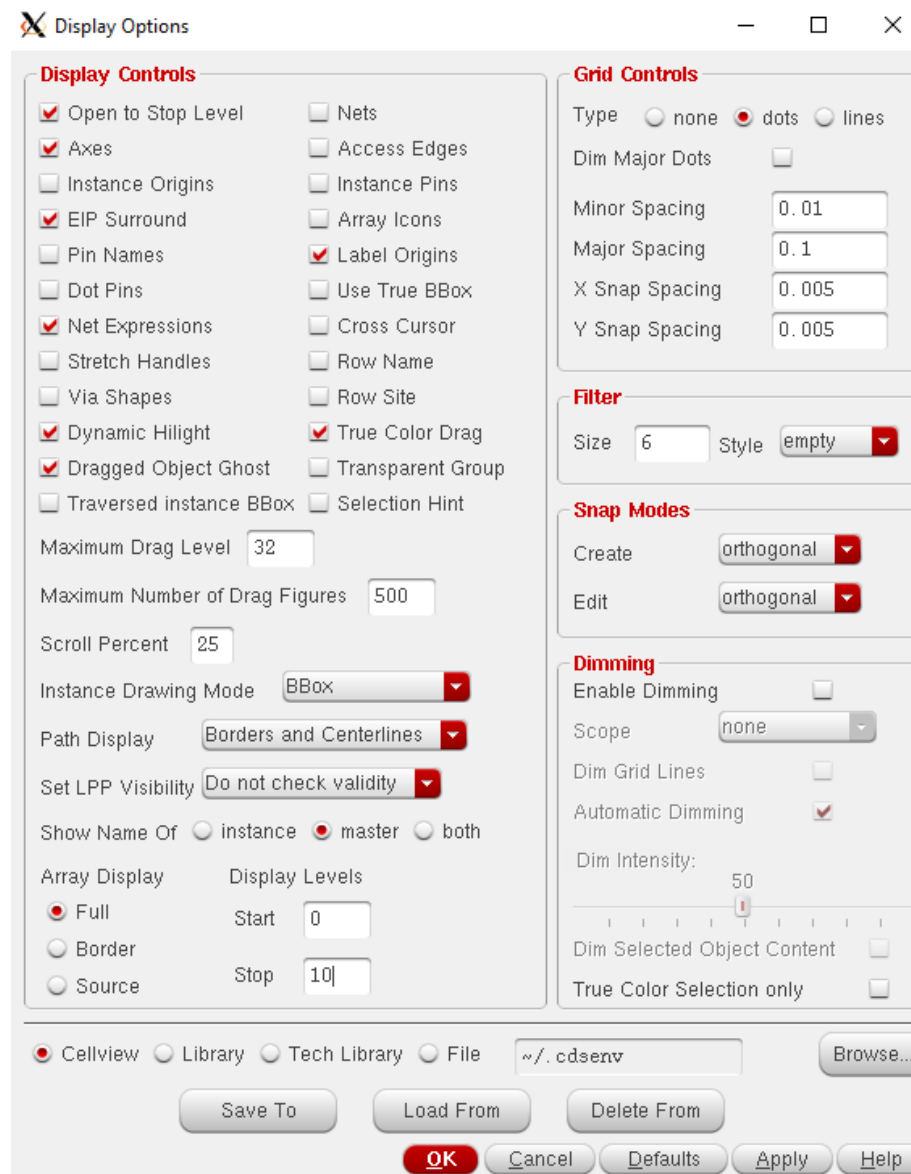 Display Options
Display Controls
Open to Stop Level
Nets
Axes
Access Edges
Instance Origins
Instance Pins
EIP Surround
Array Icons
Pin Names
Label Origins
Dot Pins
Use True BBox
Net Expressions
Cross Cursor
Stretch Handles
Row Name
Via Shapes
Row Site
Dynamic Hilight
True Color Drag
Dragged Object Ghost
Transparent Group
Traversed instance BBox
Selection Hint
Maximum Drag Level 32
Maximum Number of Drag Figures 500
Scroll Percent 25
Instance Drawing Mode BBox
Path Display Borders and Centerlines
Set LPP Visibility Do not check validity
Show Name Of instance master both
Array Display
Full
Border
Source
Display Levels
Start 0
Stop 10
Grid Controls
Type none dots lines
Dim Major Dots
Minor Spacing 0.01
Major Spacing 0.1
X Snap Spacing 0.005
Y Snap Spacing 0.005
Filter
Size 6 Style empty
Snap Modes
Create orthogonal
Edit orthogonal
Dimming
Enable Dimming
Scope none
Dim Grid Lines
Automatic Dimming
Dim Intensity:
50
Dim Selected Object Content
True Color Selection only
Cellview Library Tech Library File ~/.cdsenv Browse...
Save To Load From Delete From
OK Cancel Defaults Apply Help